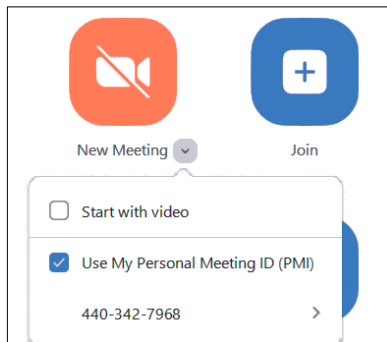 New Meeting
Join
Start with video
Use My Personal Meeting ID (PMI)
440-342-7968